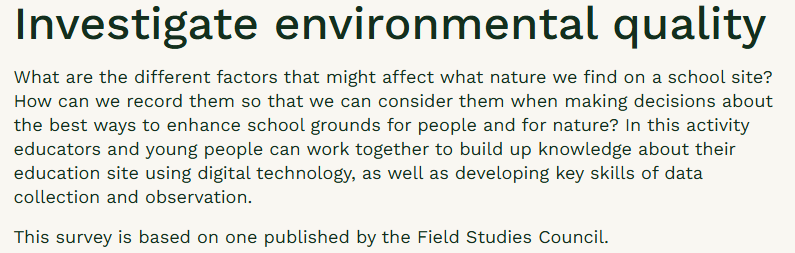 Investigate environmental quality
What are the different factors that might affect what nature we find on a school site?
How can we record them so that we can consider them when making decisions about
the best ways to enhance school grounds for people and for nature? In this activity
educators and young people can work together to build up knowledge about their
education site using digital technology, as well as developing key skills of data
collection and observation.
This survey is based on one published by the Field Studies Council.